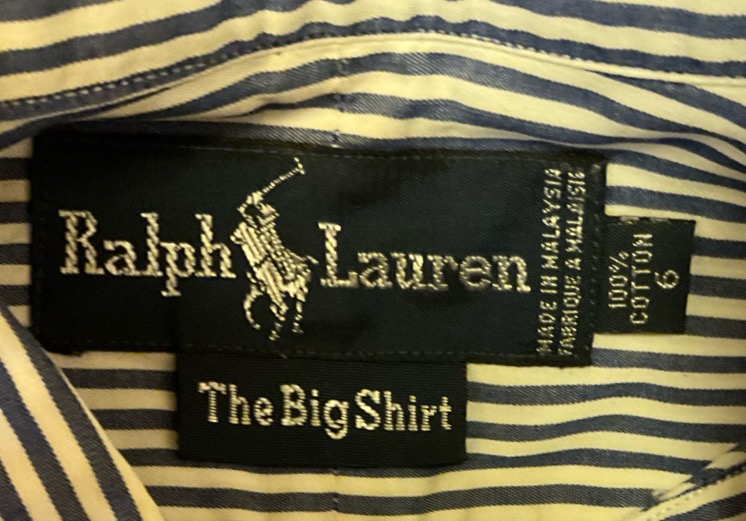 Ralph Lauren
MADE IN MALAYSIA
FABRIQUE A MALAISIE
100%
COTTON
6
The Big Shirt